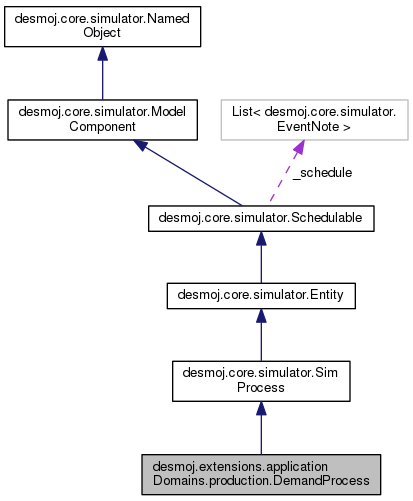 desmoj.core.simulator.Named
Object
desmoj.core.simulator.Model
Component
List< desmoj.core.simulator.
EventNote >
_schedule
desmoj.core.simulator.Schedulable
desmoj.core.simulator.Entity
desmoj.core.simulator.Sim
Process
desmoj.extensions.application
Domains.production.DemandProcess